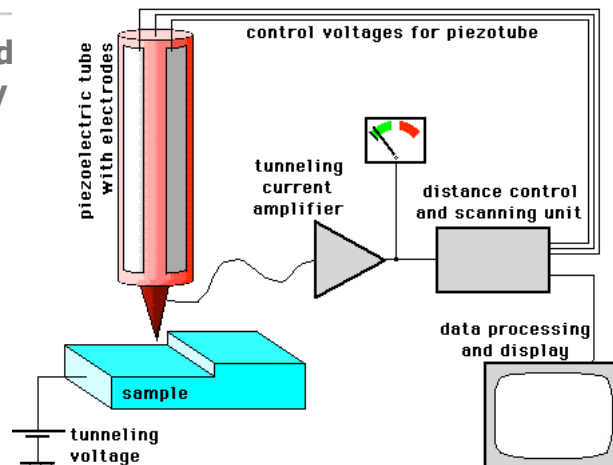 d
y
control voltages for piezotube
piezoelectric tube
with electrodes
tunneling
current
amplifier
distance control
and scanning unit
data processing
and display
sample
tunneling
voltage